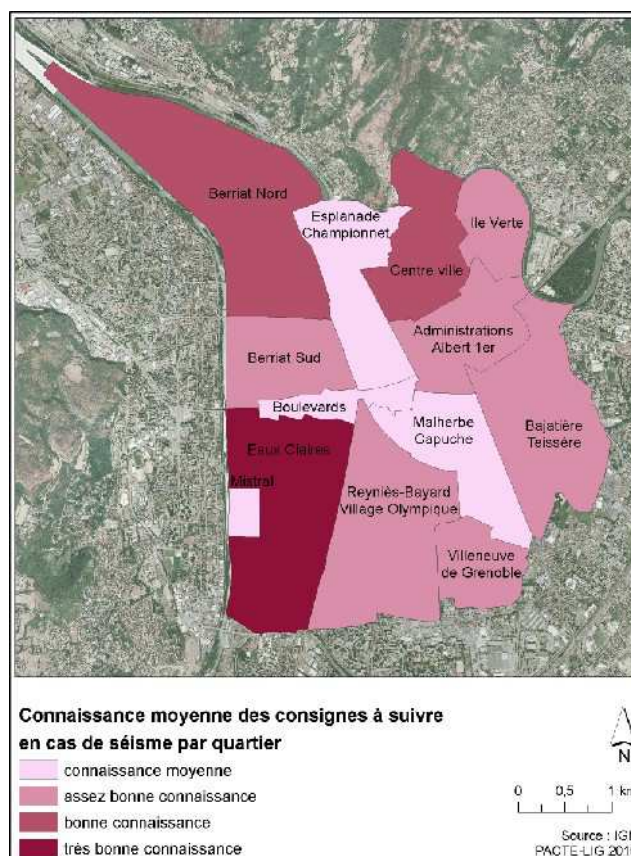 Berriat Nord
Esplanade
Championnet
Ile Verte
Centre ville
Administrations
Albert 1er
Berriat Sud
Boulevards
Malherbe
Capuche
Bajatière
Teissère
Eaux Claires
Mistral
Reyniès-Bayard
Village Olympique
Villeneuve
de Grenoble
Connaissance moyenne des consignes à suivre
en cas de séisme par quartier
connaissance moyenne
assez bonne connaissance
bonne connaissance
très bonne connaissance
N
0 0,5 1 km
Source : IG
PACTE-LIG 201